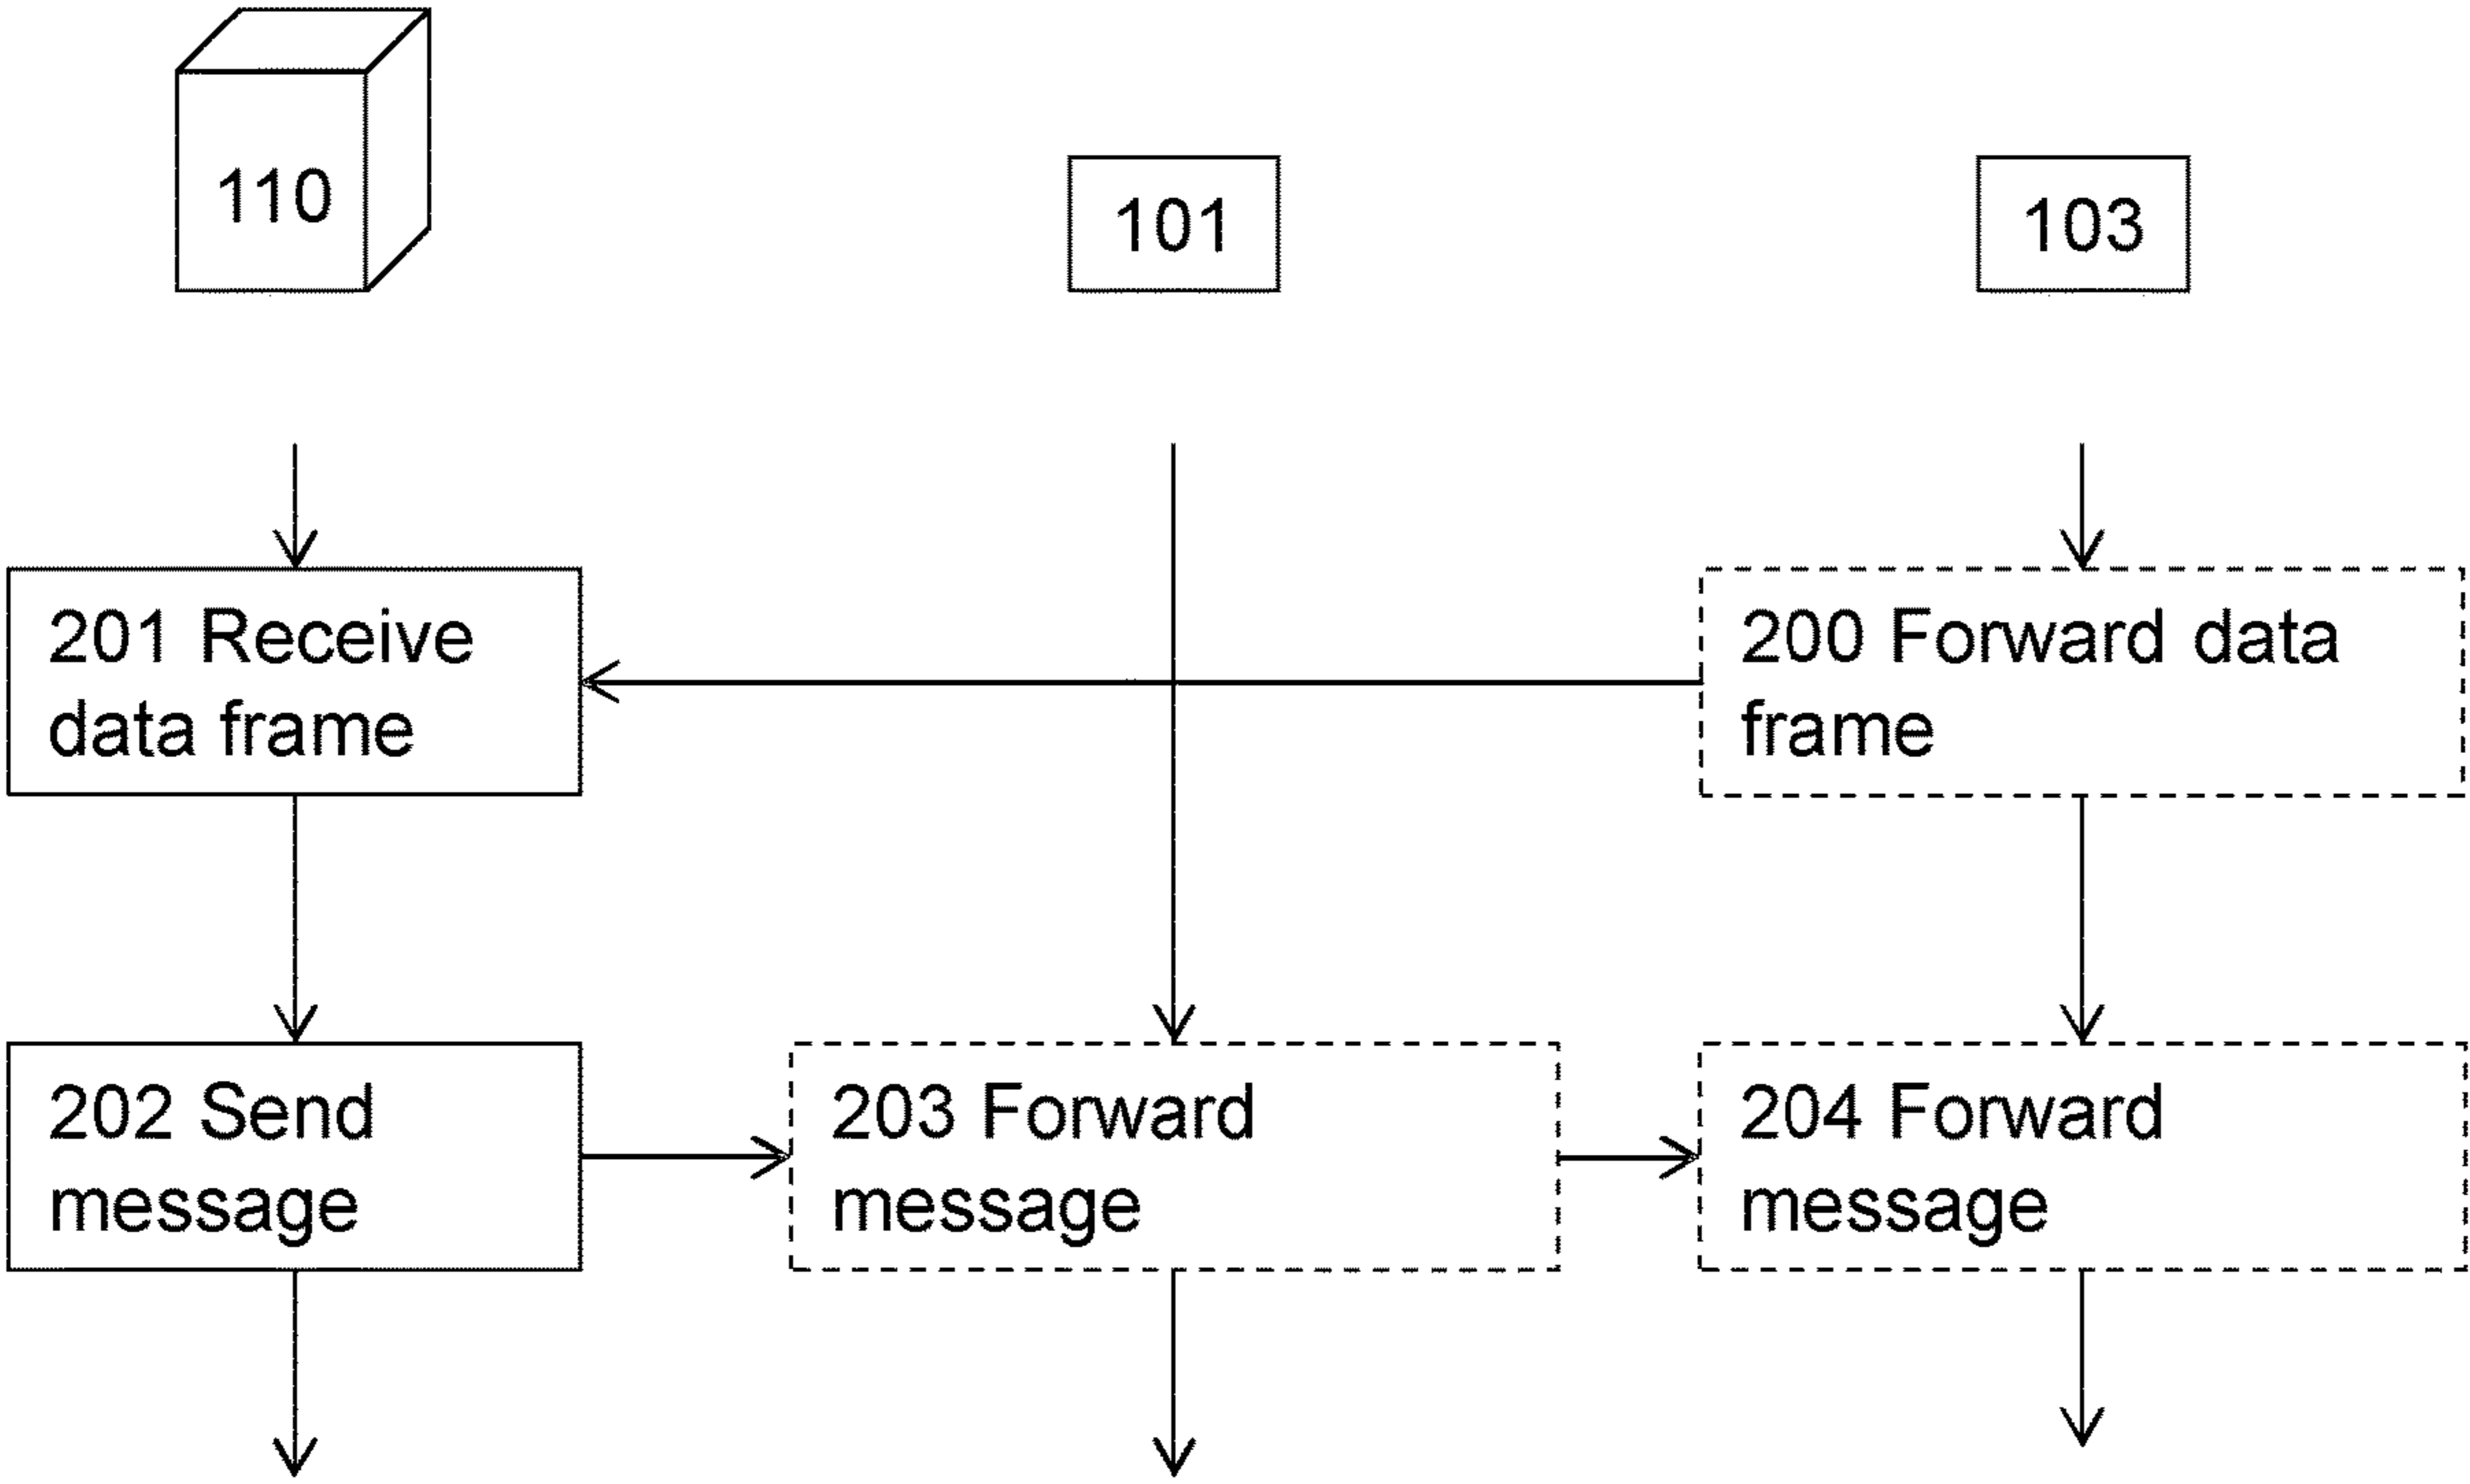 110
101
103
201 Receive
data frame
200 Forward data
frame
202 Send
message
203 Forward
message
204 Forward
message